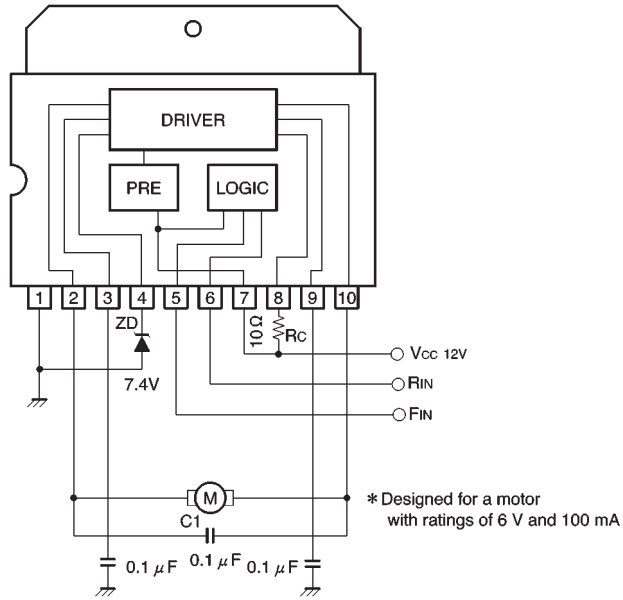 DRIVER
PRE LOGIC
1 2 3 4 5 6 7 8 9 10
ZD
10Ω
RC
7.4V
VCC 12V
RIN
FIN
M
C1
* Designed for a motor
with ratings of 6 V and 100 mA
0.1 μF 0.1 μF 0.1 μF